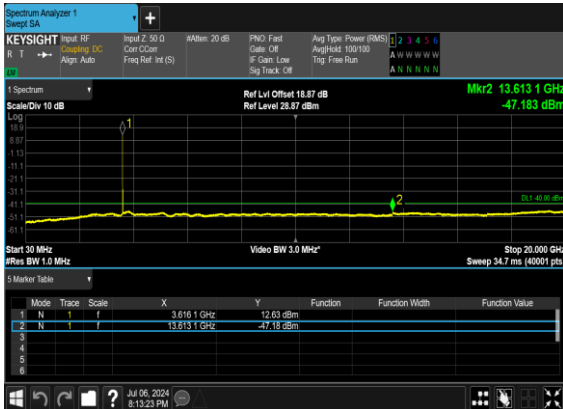 Spectrum Analyzer 1
Swept SA
+
KEYSIGHT Input: RF Input Z: 50 Ω #Atten: 20 dB PNO: Fast Avg Type: Power (RMS) 1 2 3 4 5 6
R T Coupling: DC Corr CCorr Gate: Off Avg|Hold: 100/100 A W W W W W
Align: Auto Freq Ref: Int (S) IF Gain: Low Trig: Free Run
Sig Track: Off A N N N N N
1 Spectrum Ref Lvl Offset 18.87 dB Mkr2 13.613 1 GHz
Scale/Div 10 dB Ref Level 28.87 dBm -47.183 dBm
Log
18.9
8.87
-1.13
-11.1
-21.1
-31.1
-41.1
-51.1
-61.1
1
2
DL1 -40.00 dBm
Start 30 MHz Video BW 3.0 MHz* Stop 20.000 GHz
#Res BW 1.0 MHz Sweep 34.7 ms (40001 pts)
5 Marker Table
Mode Trace Scale X Y Function Function Width Function Value
1 N 1 f 3.616 1 GHz 12.63 dBm
2 N 1 f 13.613 1 GHz -47.18 dBm
3
4
5
6
? Jul 06, 2024
8:13:23 PM